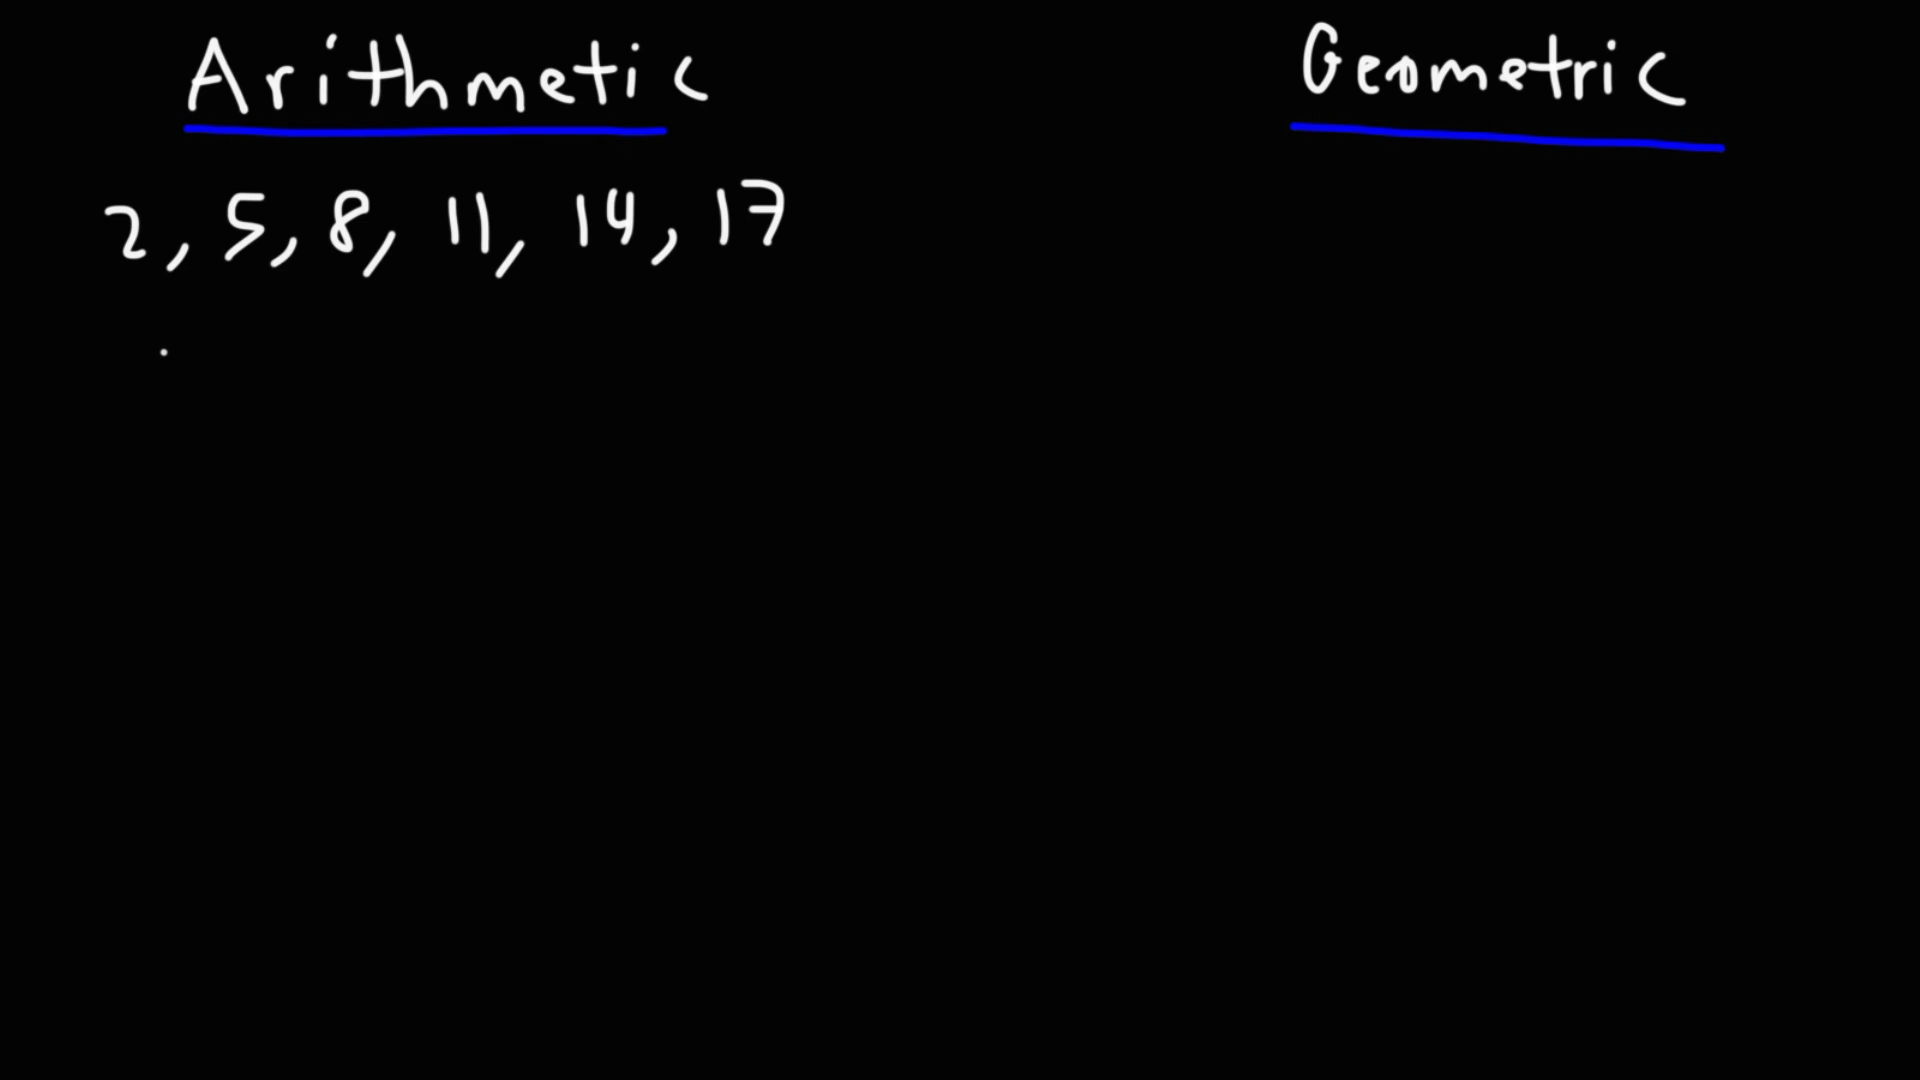 Arithmetic
Geometric
2, 5, 8, 11, 14, 17